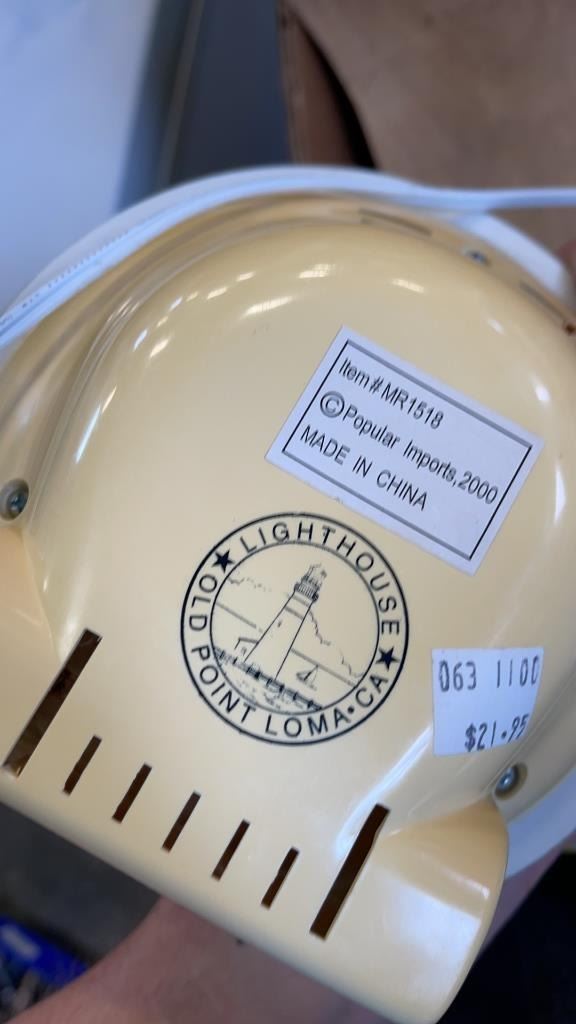 Item # MR1518
© Popular Imports, 2000
MADE IN CHINA
LIGHTHOUSE
OLD POINT LOMA • CA
063 1100
$21.95